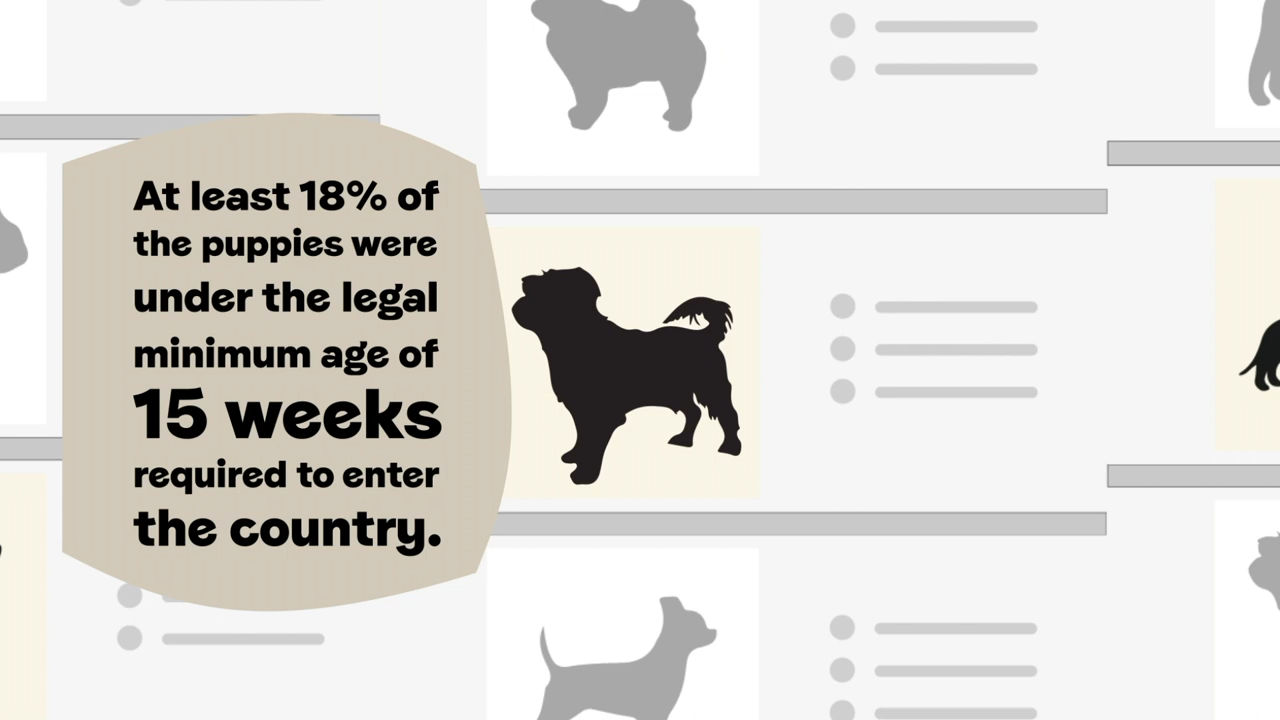 At least 18% of
the puppies were
under the legal
minimum age of
15 weeks
required to enter
the country.